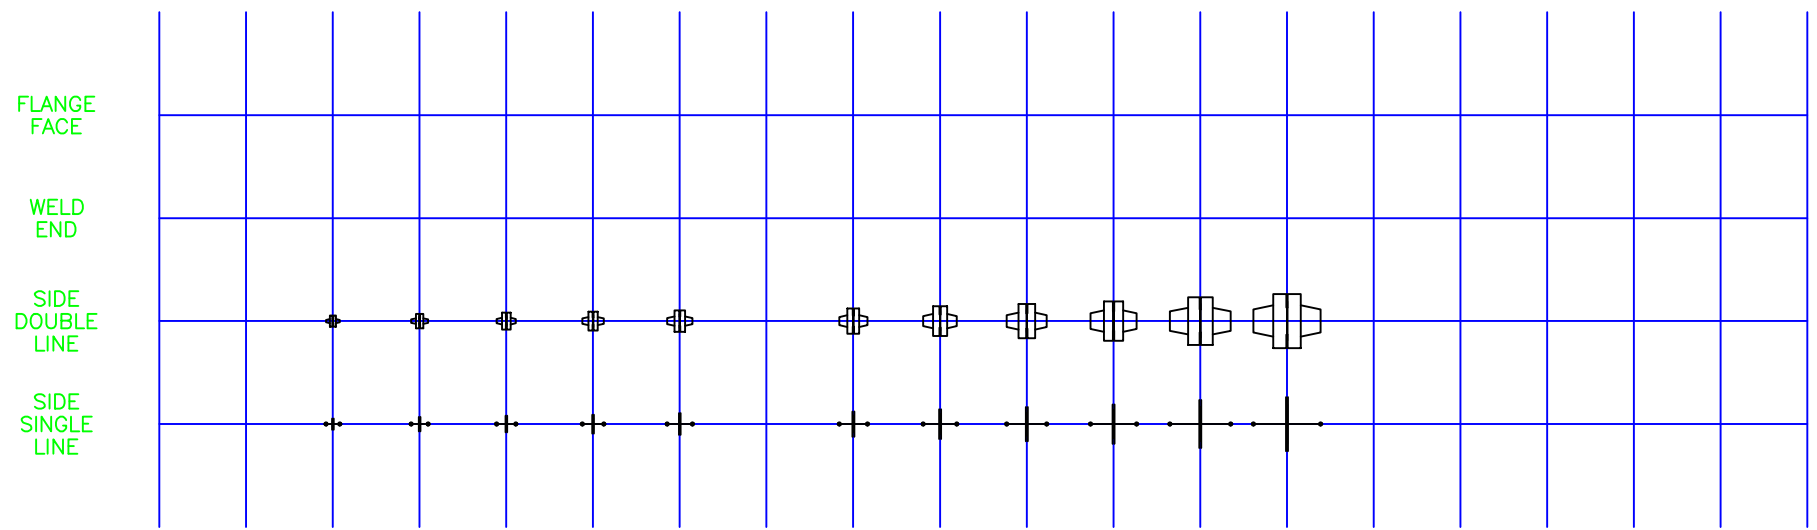 FLANGE
FACE
WELD
END
SIDE
DOUBLE
LINE
SIDE
SINGLE
LINE